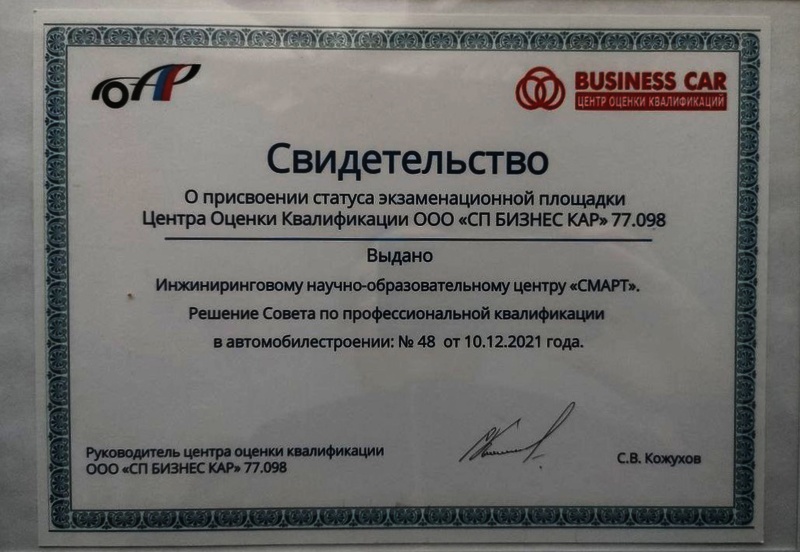 ОАР
BUSINESS CAR
ЦЕНТР ОЦЕНКИ КВАЛИФИКАЦИЙ
Свидетельство
О присвоении статуса экзаменационной площадки
Центра Оценки Квалификации ООО «СП БИЗНЕС КАР» 77.098
Выдано
Инжиниринговому научно-образовательному центру «СМАРТ».
Решение Совета по профессиональной квалификации
в автомобилестроении: № 48 от 10.12.2021 года.
Руководитель центра оценки квалификации
ООО «СП БИЗНЕС КАР» 77.098
С.В. Кожухов